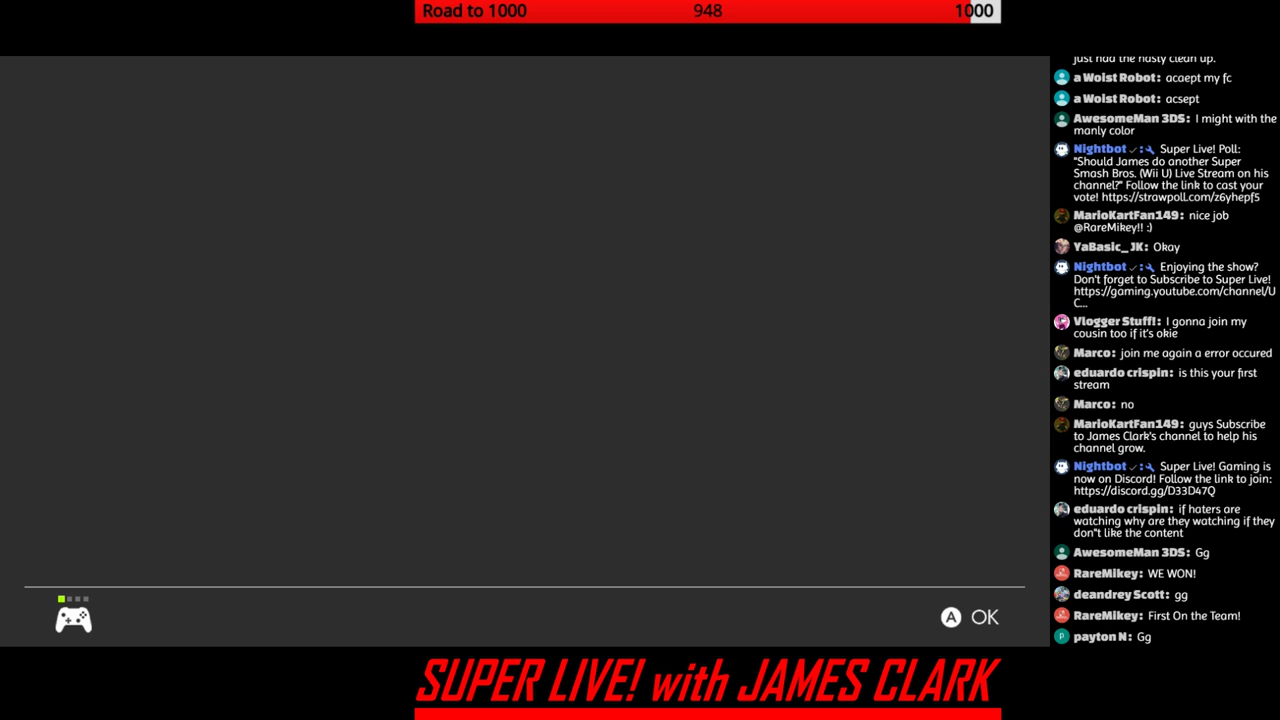 Road to 1000 948 1000
just had the nasty clean up.
a Woist Robot: acaept my fc
a Woist Robot: acsept
AwesomeMan 3DS: I might with the
manly color
Nightbot: Super Live! Poll:
"Should James do another Super
Smash Bros. (Wii U) Live Stream on his
channel?" Follow the link to cast your
vote! https://strawpoll.com/z6yhepf5
MarioKartFan149: nice job
@RareMikey!! :)
YaBasic_JK: Okay
Nightbot: Enjoying the show?
Don't forget to Subscribe to Super Live!
https://gaming.youtube.com/channel/U
C...
Vlogger Stuff!: I gonna join my
cousin too if it's okie
Marco: join me again a error occured
eduardo crispin: is this your first
stream
Marco: no
MarioKartFan149: guys Subscribe
to James Clark's channel to help his
channel grow.
Nightbot: Super Live! Gaming is
now on Discord! Follow the link to join:
https://discord.gg/D33D47Q
eduardo crispin: if haters are
watching why are they watching if they
don"t like the content
AwesomeMan 3DS: Gg
RareMikey: WE WON!
deandrey Scott: gg
RareMikey: First On the Team!
p payton N: Gg
A OK
SUPER LIVE! with JAMES CLARK